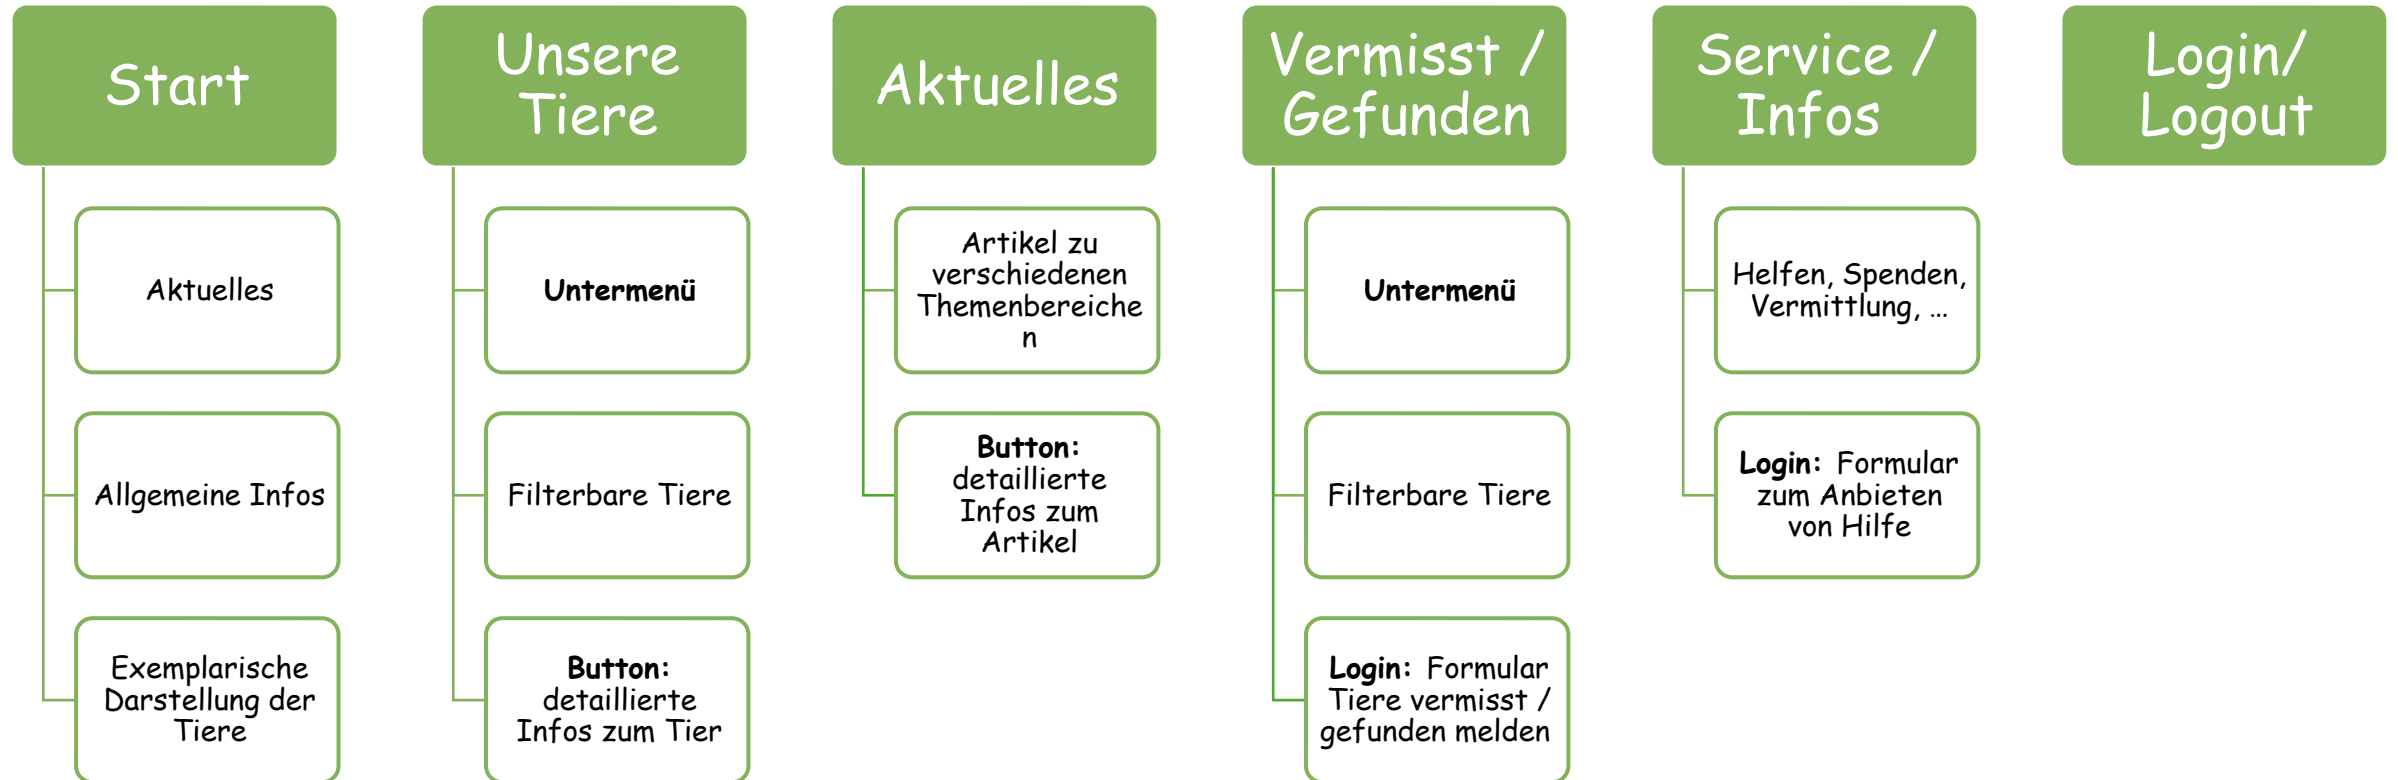 Start
Unsere
Tiere
Aktuelles
Vermisst /
Gefunden
Service /
Infos
Login/
Logout
Aktuelles
Allgemeine Infos
Exemplarische
Darstellung der
Tiere
Untermenü
Filterbare Tiere
Button:
detaillierte
Infos zum Tier
Artikel zu
verschiedenen
Themenbereiche
n
Button:
detaillierte
Infos zum
Artikel
Untermenü
Filterbare Tiere
Login: Formular
Tiere vermisst /
gefunden melden
Helfen, Spenden,
Vermittlung, …
Login: Formular
zum Anbieten
von Hilfe